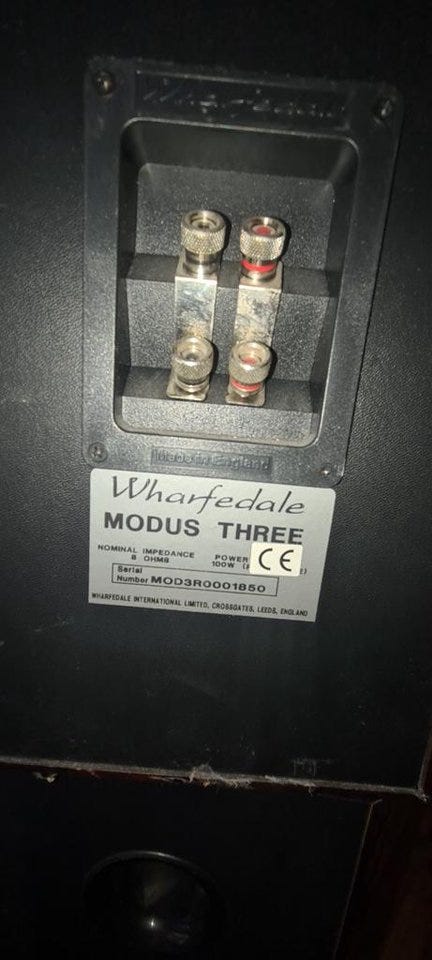 Wharfedale
Made in England
Wharfedale
MODUS THREE
NOMINAL IMPEDANCE POWER
8 OHMS 100W
CE
Serial
Number MOD3R0001850
WHARFEDALE INTERNATIONAL LIMITED, CROSSGATES, LEEDS, ENGLAND